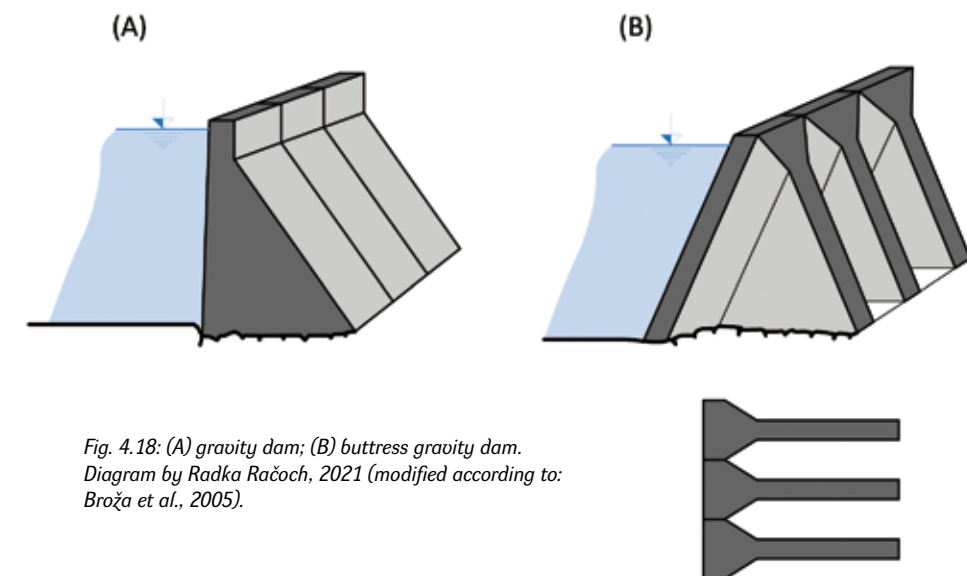 (A)
(B)
Fig. 4.18: (A) gravity dam; (B) buttress gravity dam.
Diagram by Radka Račoch, 2021 (modified according to:
Broža et al., 2005).